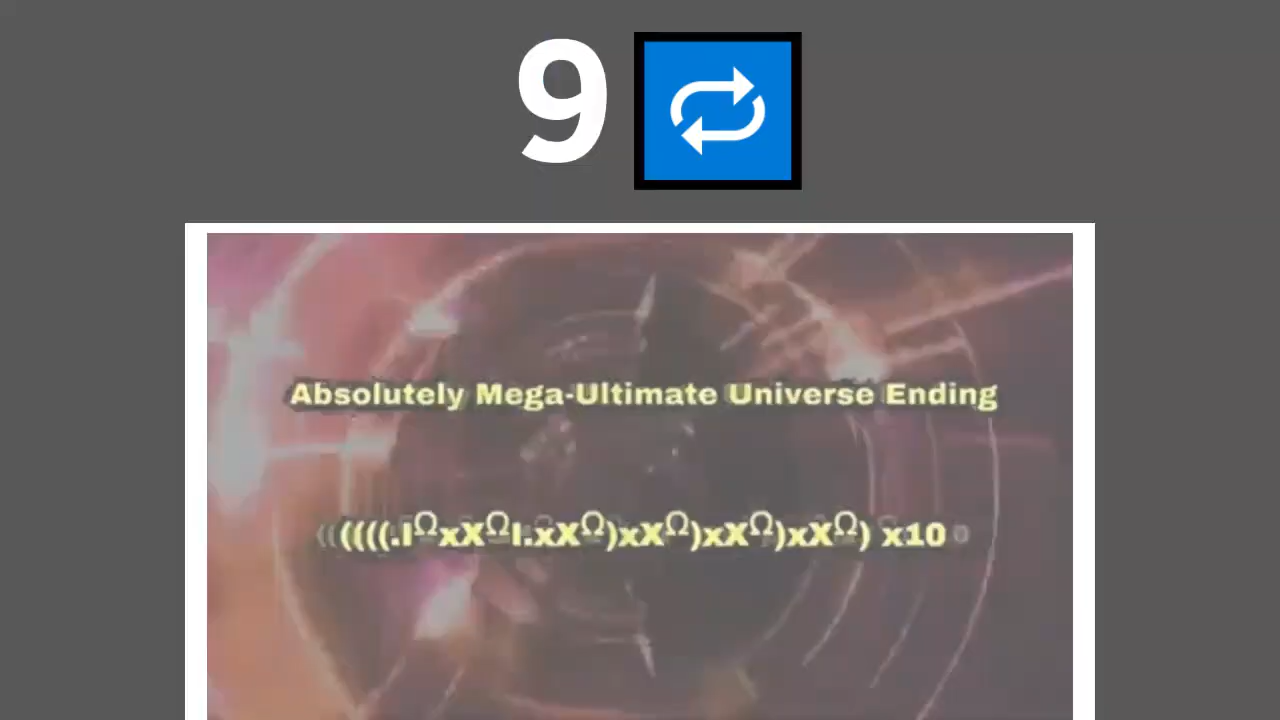 9
Absolutely Mega-Ultimate Universe Ending
((((.I^ΩxX^ΩI.xX^Ω)xX^Ω)xX^Ω)xX^Ω) x10